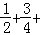 1/2 + 3/4 +